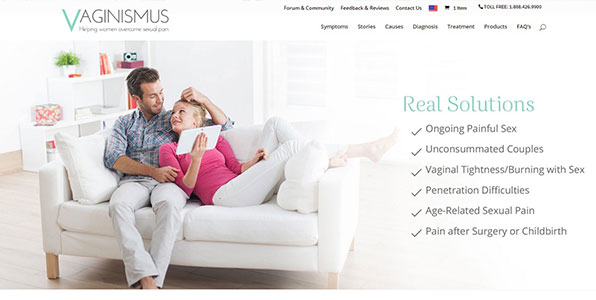 VAGINISMUS
Helping women overcome sexual pain
Forum & Community Feedback & Reviews Contact Us 1 Item TOLL FREE: 1.888.426.9900
Symptoms Stories Causes Diagnosis Treatment Products FAQ's
Real Solutions
Ongoing Painful Sex
Unconsummated Couples
Vaginal Tightness/Burning with Sex
Penetration Difficulties
Age-Related Sexual Pain
Pain after Surgery or Childbirth